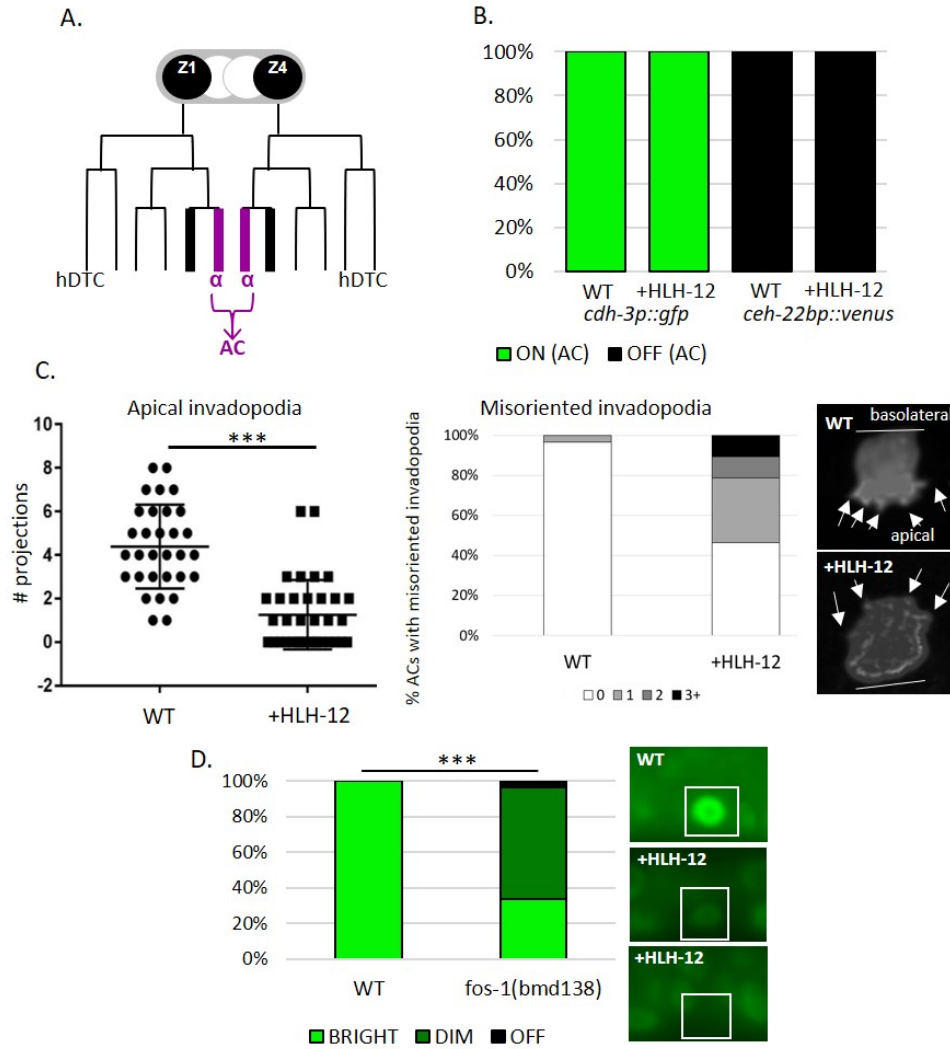 A.
Z1
Z4
hDTC
α
α
hDTC
AC
B.
100%
80%
60%
40%
20%
0%
WT
+HLH-12
WT
+HLH-12
cdh-3p::gfp
ceh-22bp::venus
ON (AC)
OFF (AC)
C.
Apical invadopodia
***
# projections
10
8
6
4
2
0
-2
WT
+HLH-12
Misoriented invadopodia
% ACs with misoriented invadopodia
100%
80%
60%
40%
20%
0%
WT
+HLH-12
0
1
2
3+
WT
basolateral
apical
+HLH-12
D.
***
100%
80%
60%
40%
20%
0%
WT
fos-1(bmd138)
BRIGHT
DIM
OFF
WT
+HLH-12
+HLH-12